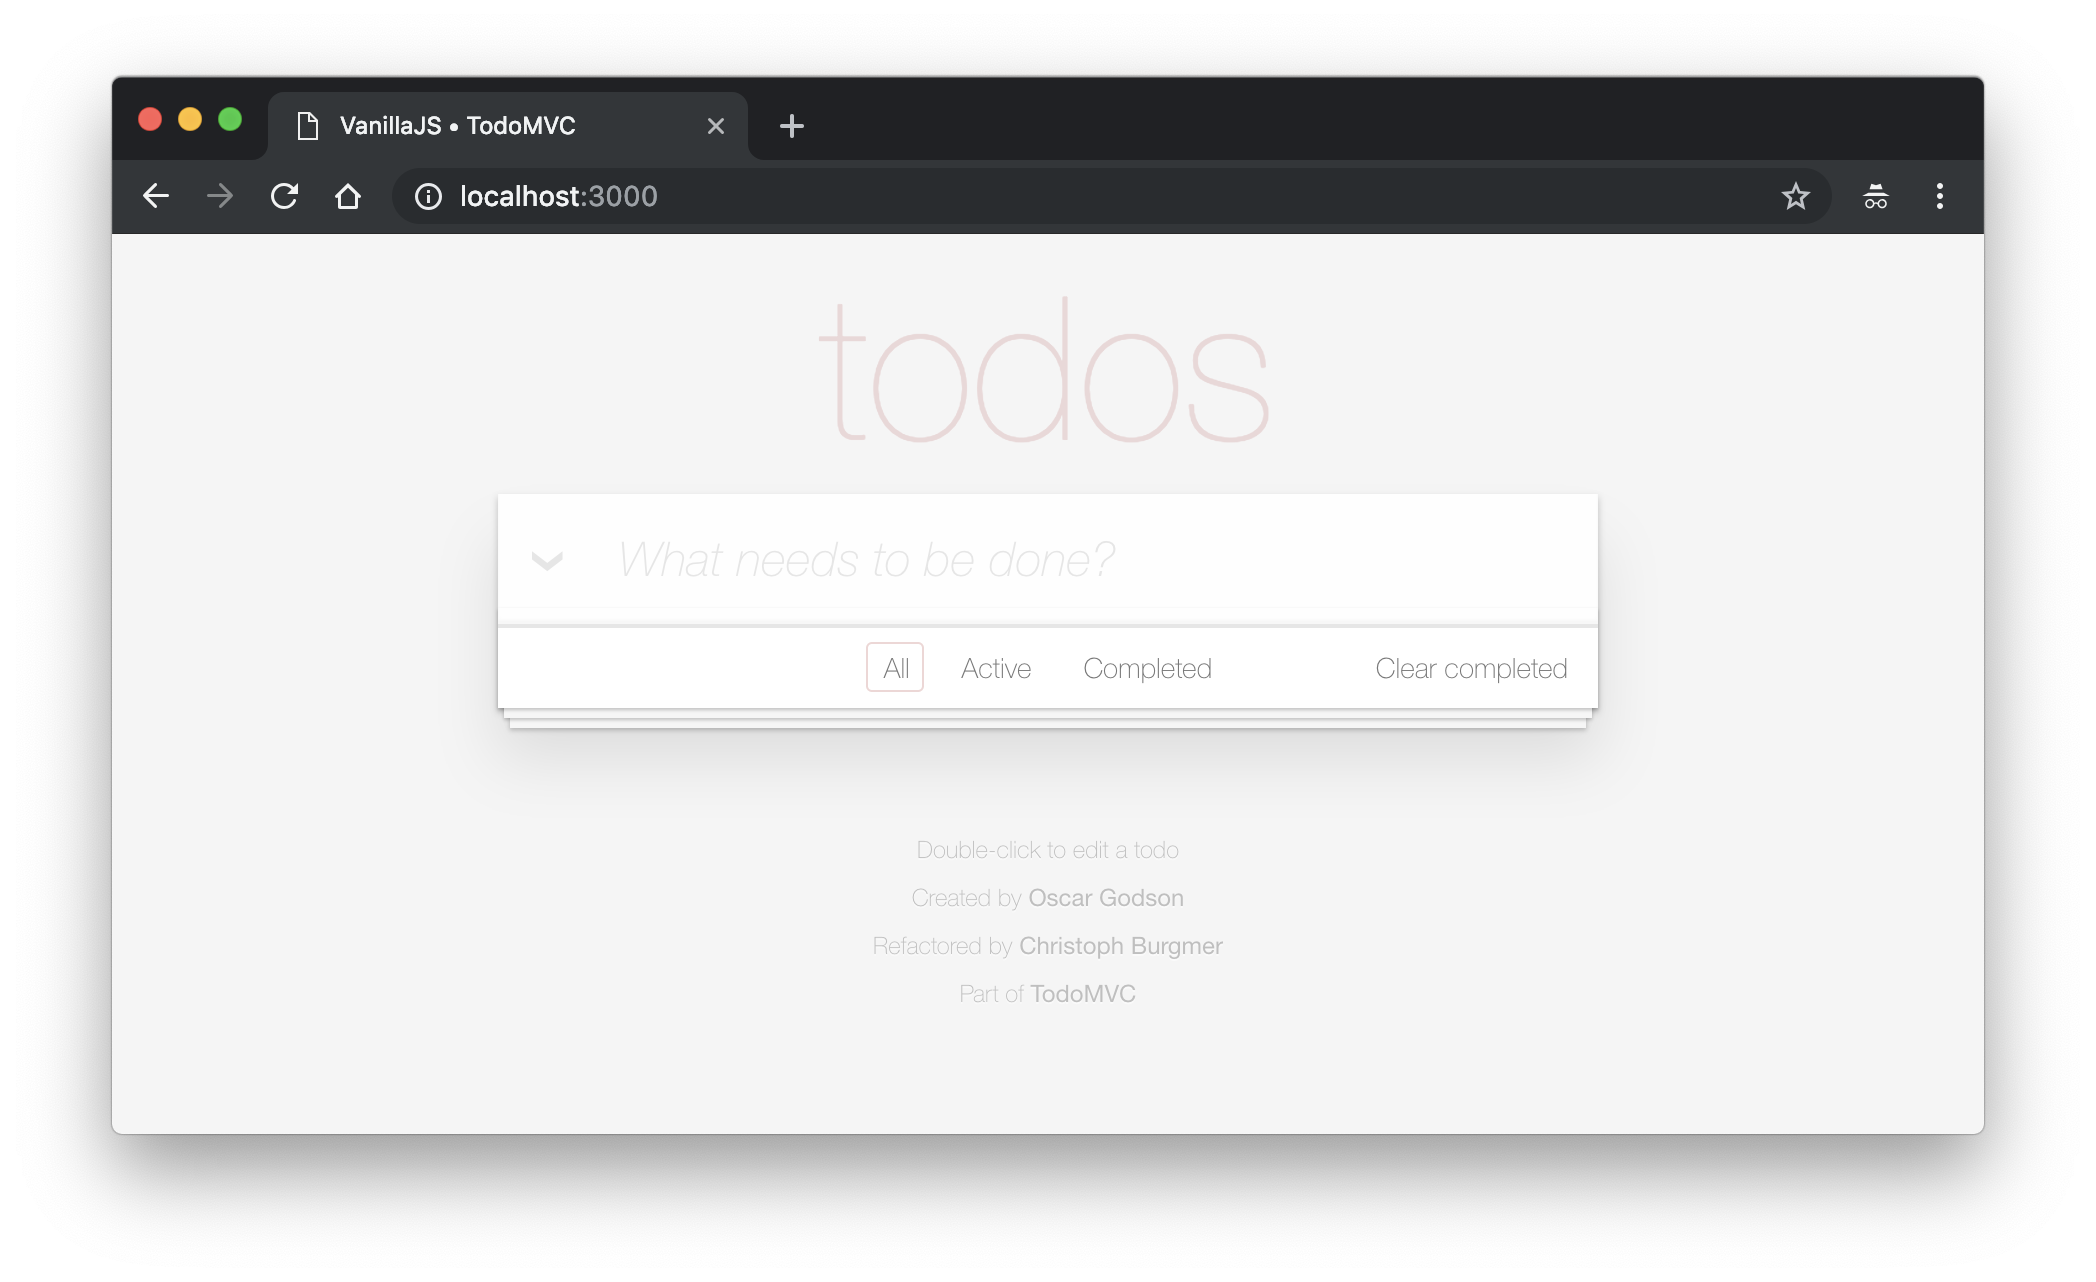 VanillaJS • TodoMVC
localhost:3000
todos
What needs to be done?
All Active Completed Clear completed
Double-click to edit a todo
Created by Oscar Godson
Refactored by Christoph Burgmer
Part of TodoMVC